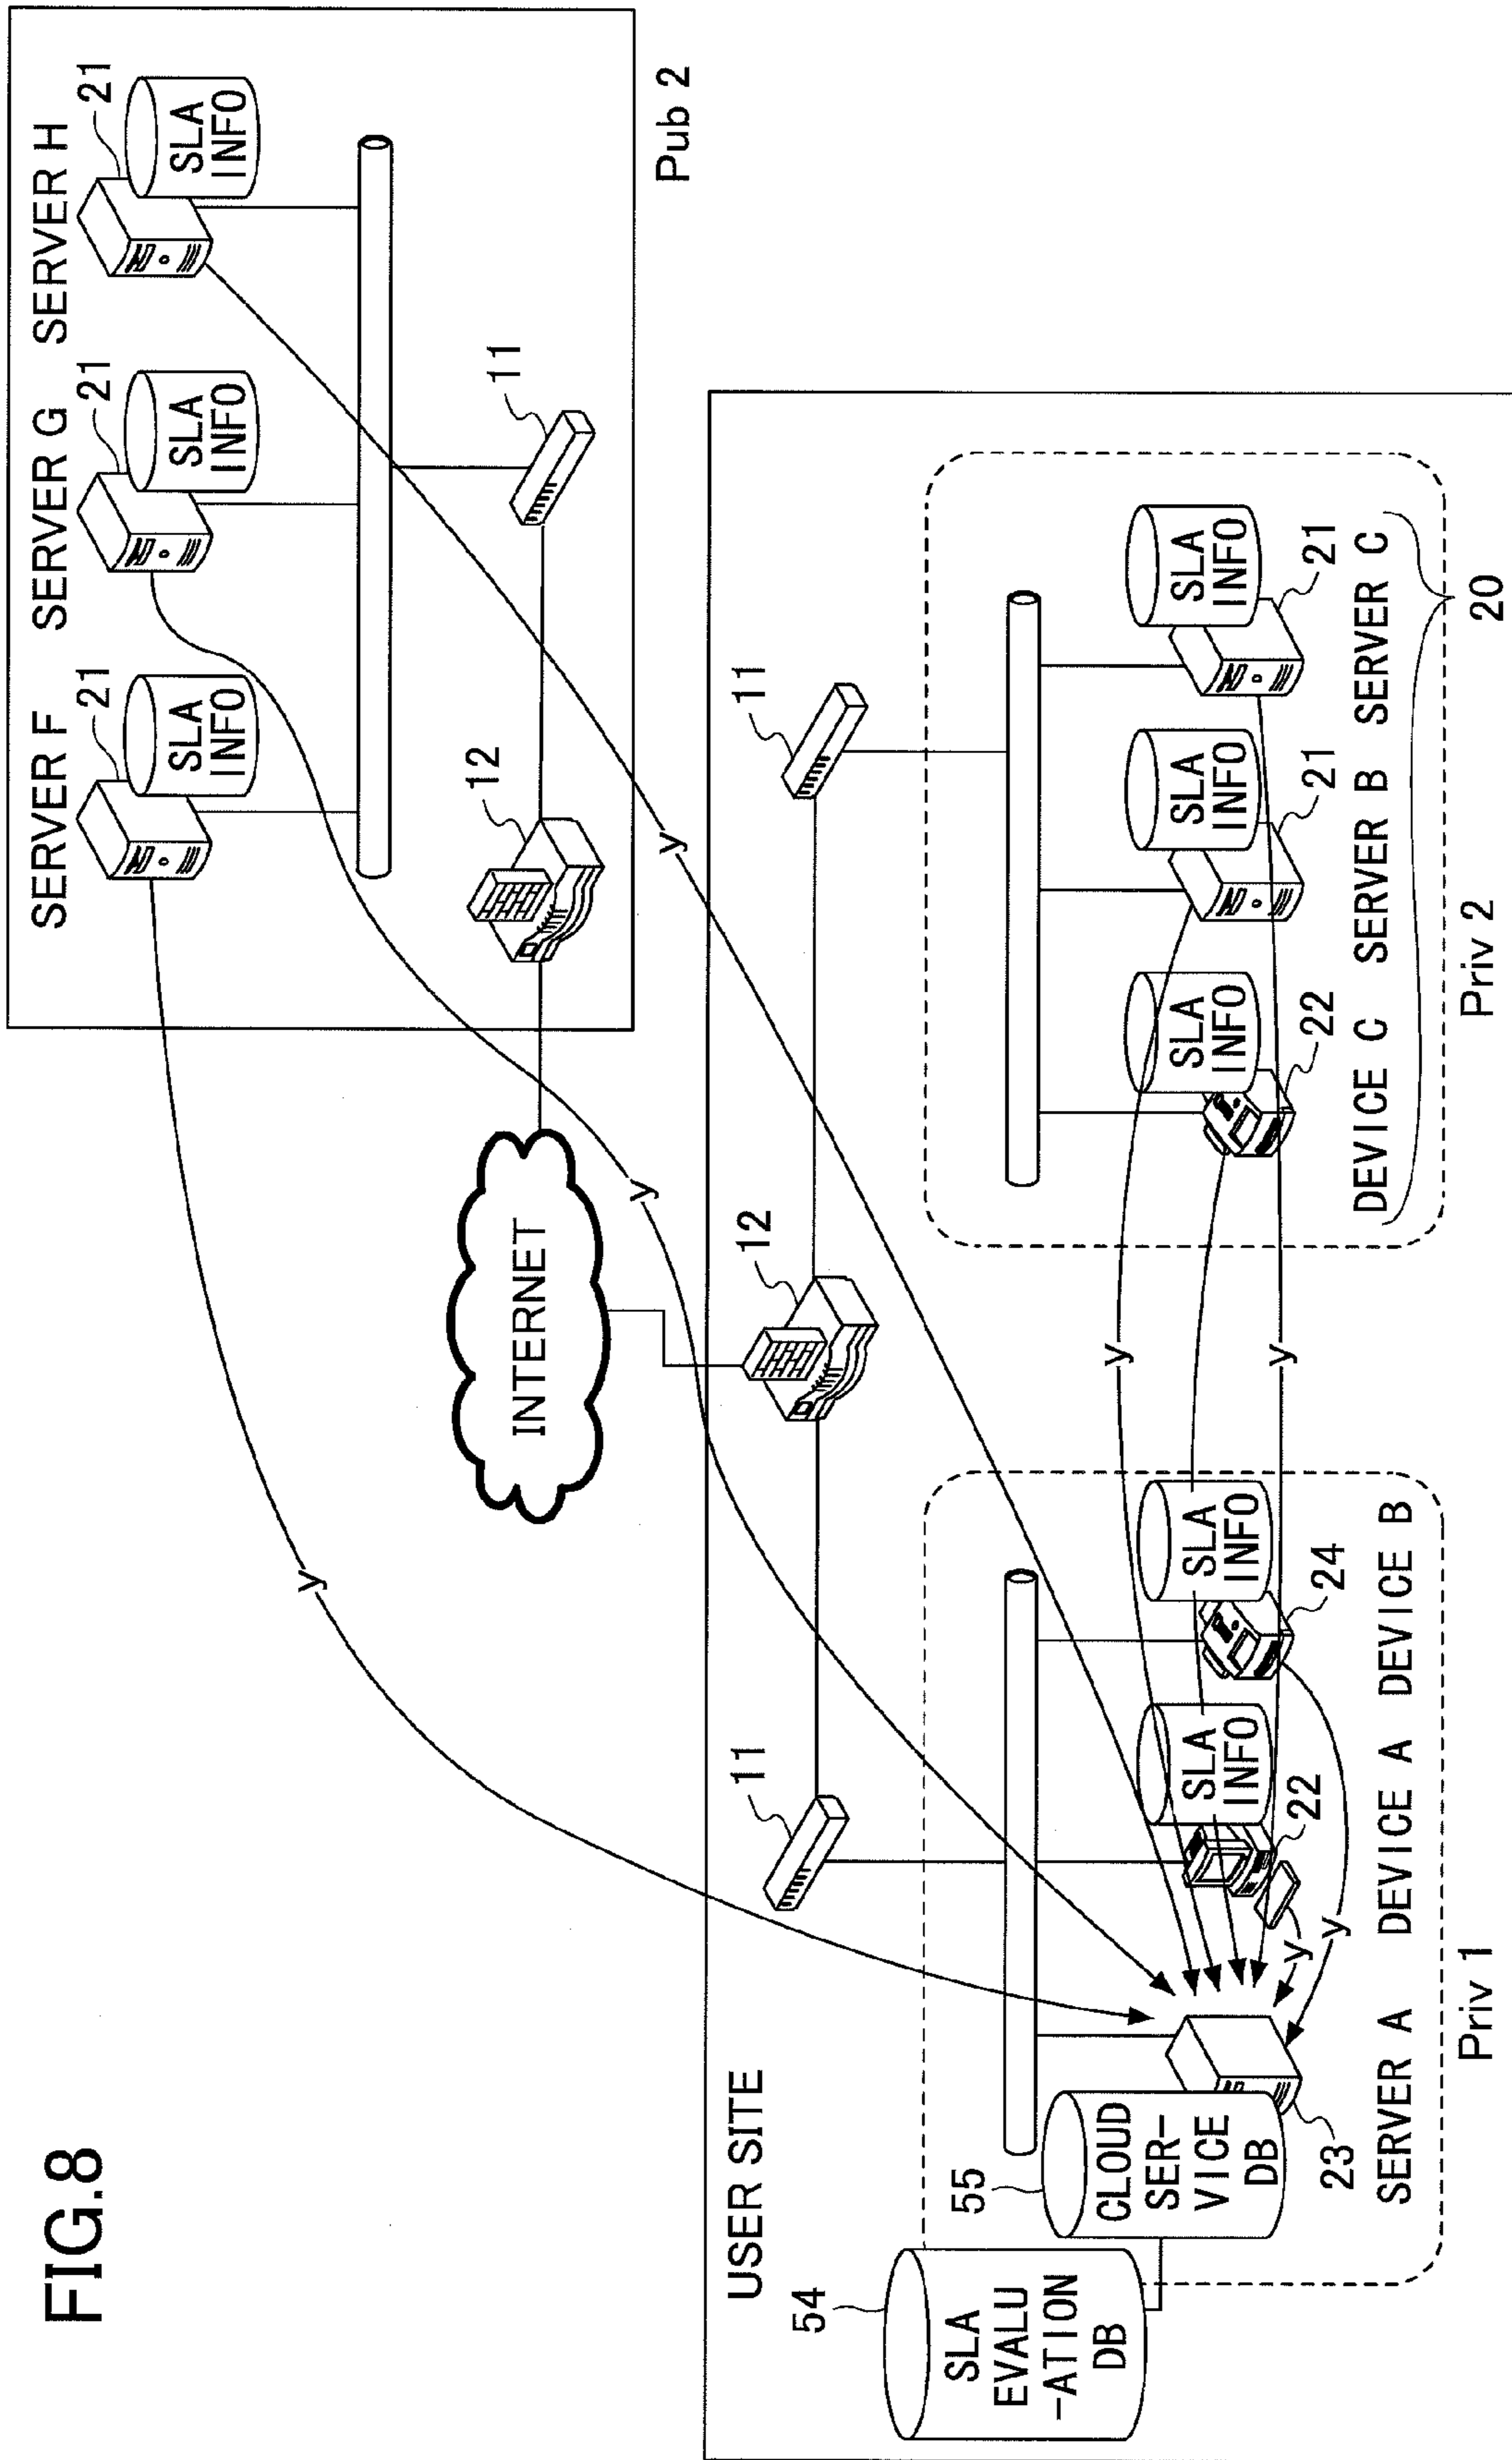 FIG.8
SERVER F
SERVER G
SERVER H
21
21
21
SLA
INFO
SLA
INFO
SLA
INFO
11
12
Pub 2
INTERNET
y
y
y
USER SITE
54
SLA
EVALU
-ATION
DB
55
CLOUD
SER-
VICE
DB
23
11
12
11
SLA
INFO
SLA
INFO
22
24
y
y
y
y
SERVER A
DEVICE A
DEVICE B
Priv 1
SLA
INFO
SLA
INFO
SLA
INFO
22
21
21
DEVICE C
SERVER B
SERVER C
20
Priv 2